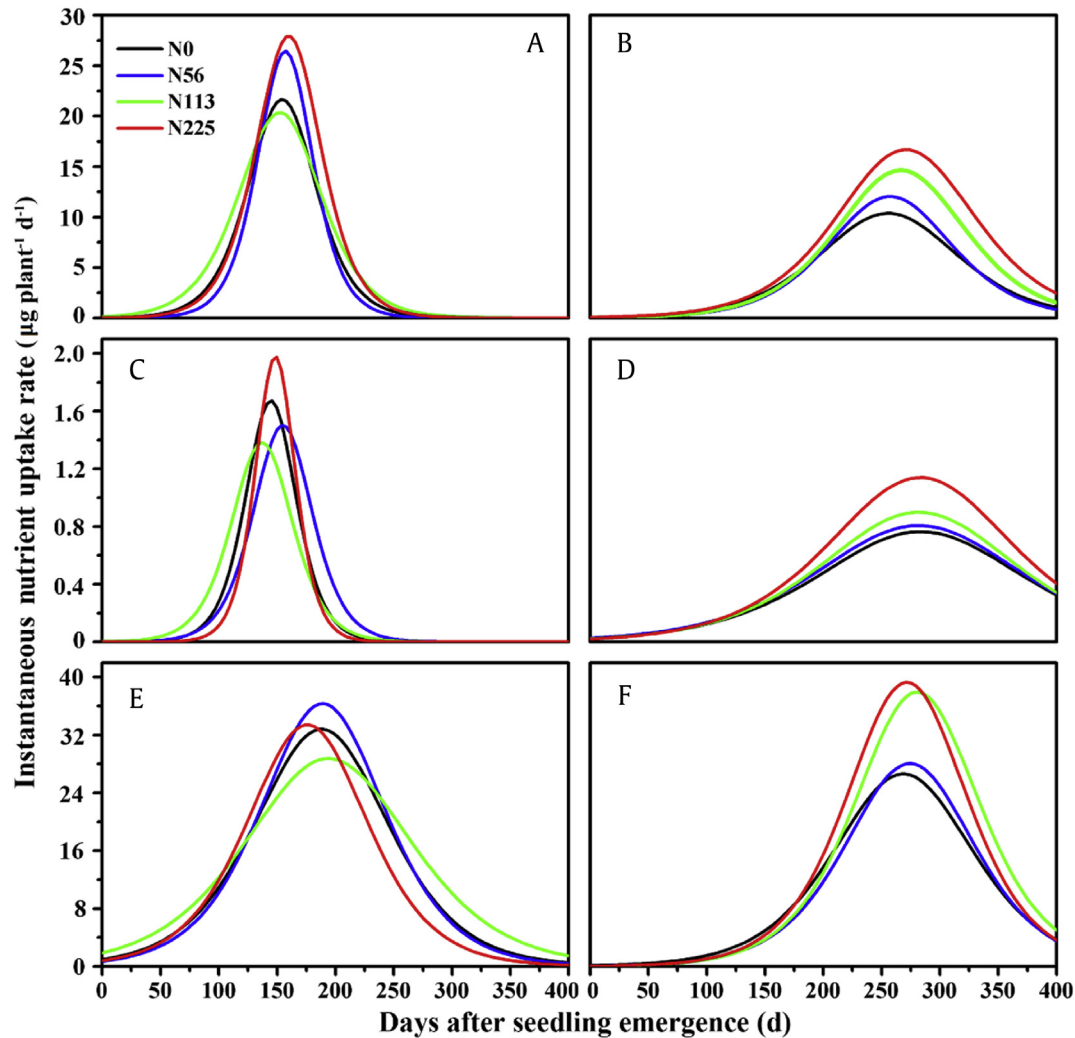 Instantaneous nutrient uptake rate (µg plant⁻¹ d⁻¹)
30
25
20
15
10
5
0
N0
N56
N113
N225
A
B
2.0
1.6
1.2
0.8
0.4
0
C
D
40
32
24
16
8
0
E
F
0 50 100 150 200 250 300 350 400
0 50 100 150 200 250 300 350 400
Days after seedling emergence (d)